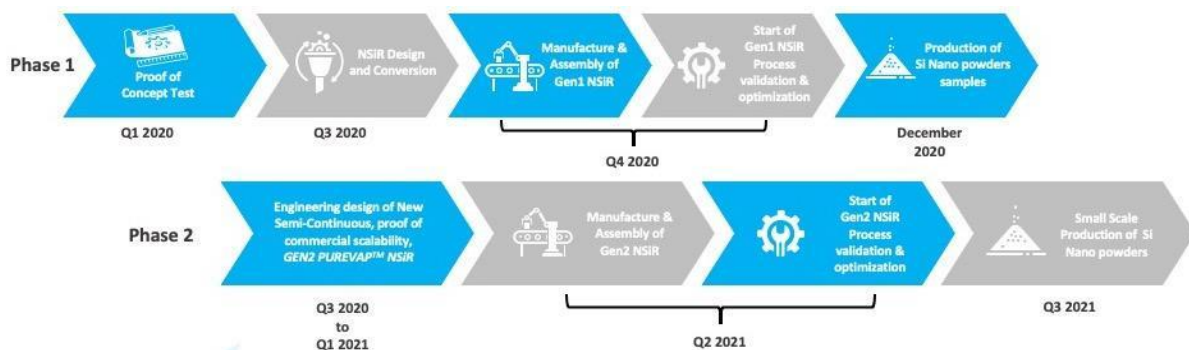 Phase 1
Proof of
Concept Test
NSiR Design
and Conversion
Manufacture &
Assembly of
Gen1 NSiR
Start of
Gen1 NSiR
Process
validation &
optimization
Production of
Si Nano powders
samples
Q1 2020
Q3 2020
Q4 2020
December
2020
Phase 2
Engineering design of New
Semi-Continuous, proof of
commercial scalability,
GEN2 PUREVAP™ NSiR
Manufacture &
Assembly of
Gen2 NSiR
Start of
Gen2 NSiR
Process
validation &
optimization
Small Scale
Production of Si
Nano powders
Q3 2020
to
Q1 2021
Q2 2021
Q3 2021